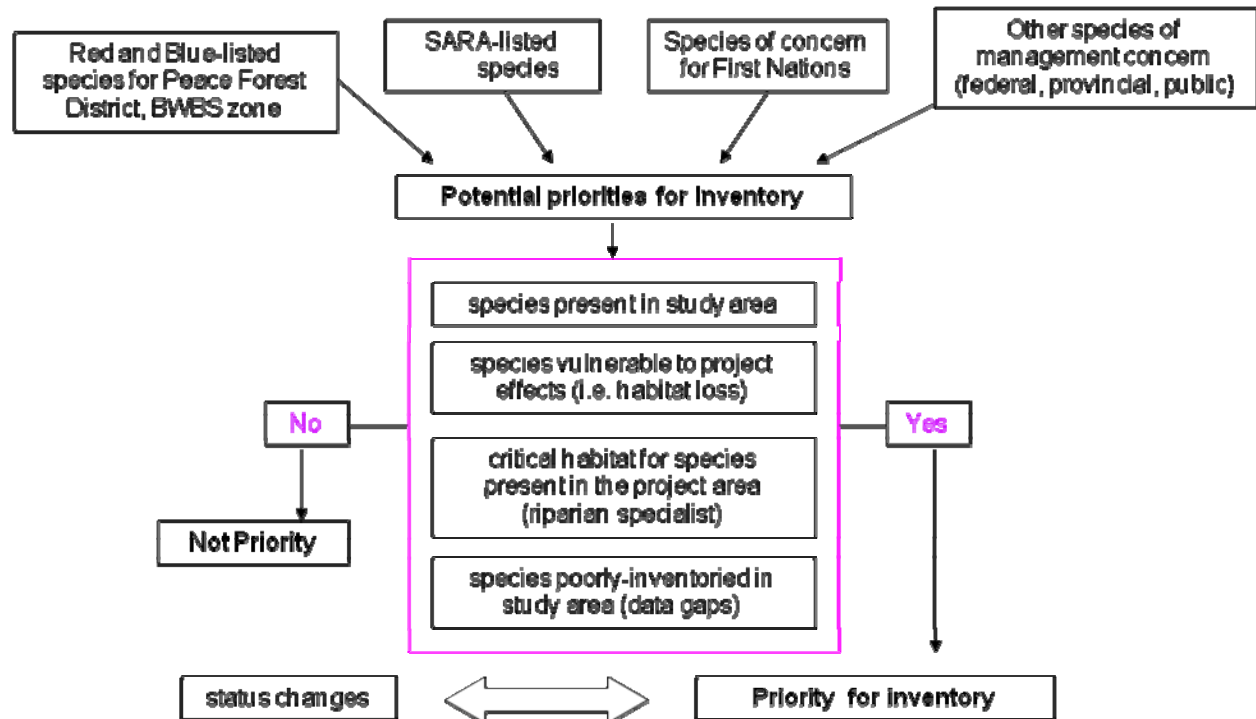 Red and Blue-listed
species for Peace Forest
District, BWBS zone
SARA-listed
species
Species of concern
for First Nations
Other species of
management concern
(federal, provincial, public)
Potential priorities for inventory
species present in study area
species vulnerable to project
effects (i.e. habitat loss)
No
Yes
critical habitat for species
present in the project area
(riparian specialist)
Not Priority
species poorly-inventoried in
study area (data gaps)
status changes
Priority for inventory